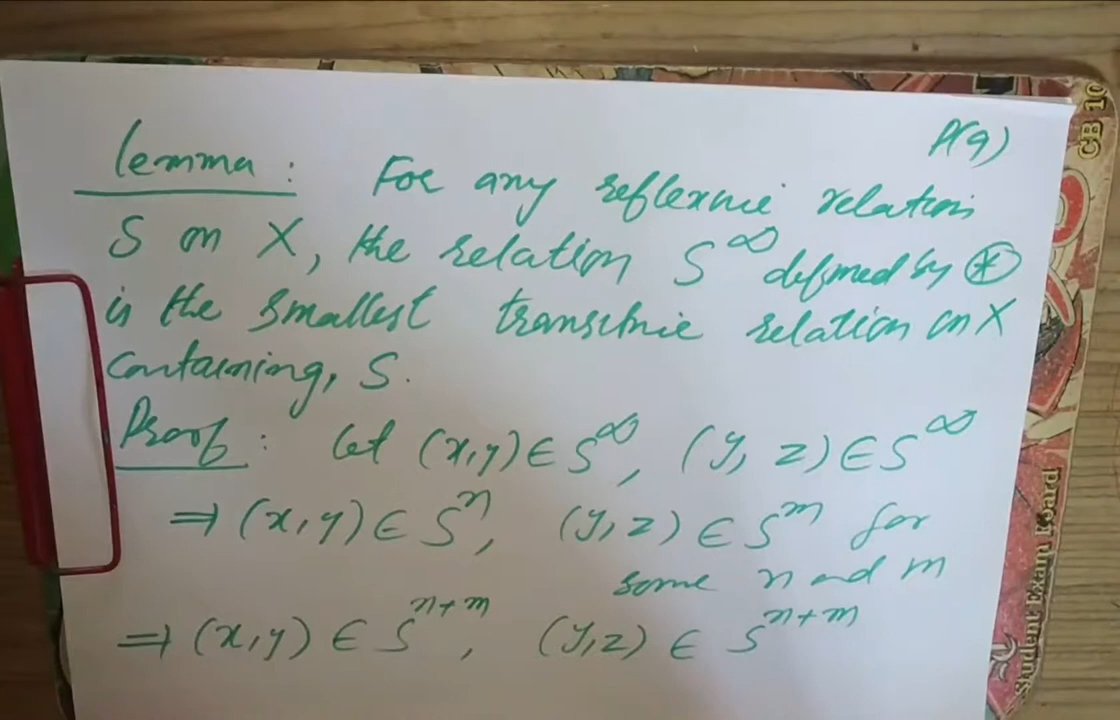 P(9)
Lemma : For any reflexive relation
S on X, the relation S^∞ defined by ⊛
is the smallest transitive relation on X
containing, S.
Proof : Let (x,y) ∈ S^∞, (y, z) ∈ S^∞
⇒ (x,y) ∈ S^n, (y,z) ∈ S^m for
some n and m
⇒ (x,y) ∈ S^{n+m}, (y,z) ∈ S^{n+m}
CB 10
Student Exam Board